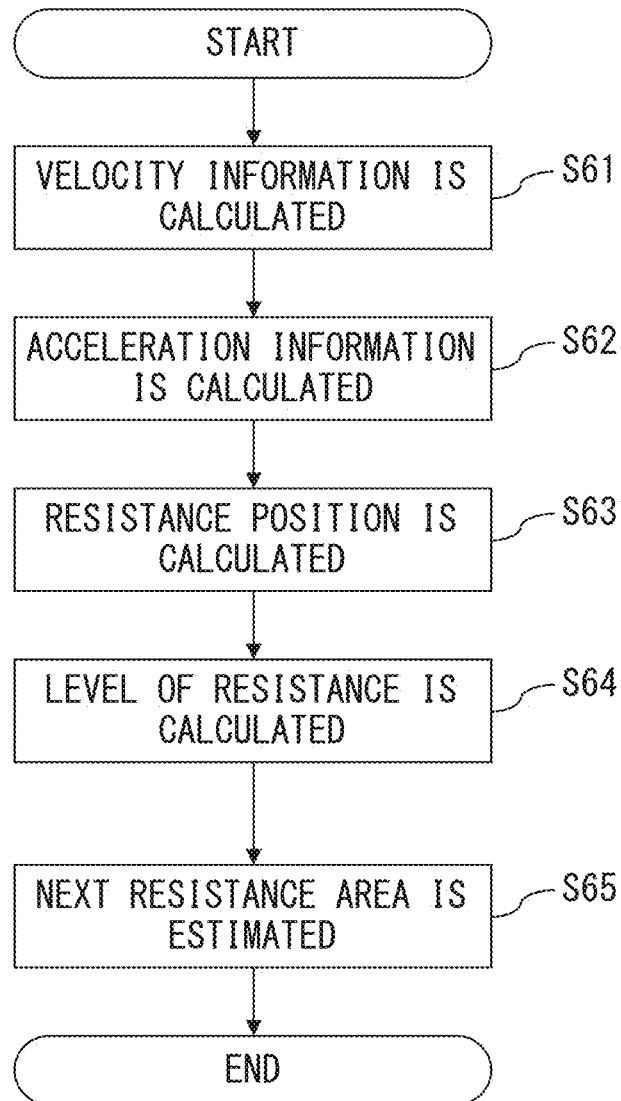 START
VELOCITY INFORMATION IS
CALCULATED
S61
ACCELERATION INFORMATION
IS CALCULATED
S62
RESISTANCE POSITION IS
CALCULATED
S63
LEVEL OF RESISTANCE IS
CALCULATED
S64
NEXT RESISTANCE AREA IS
ESTIMATED
S65
END